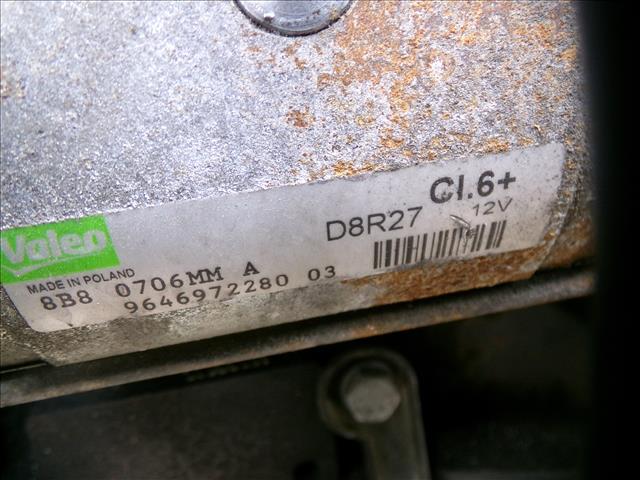 Valeo
MADE IN POLAND
D8R27 Cl.6+
12V
8B8 0706MM A
9646972280 03